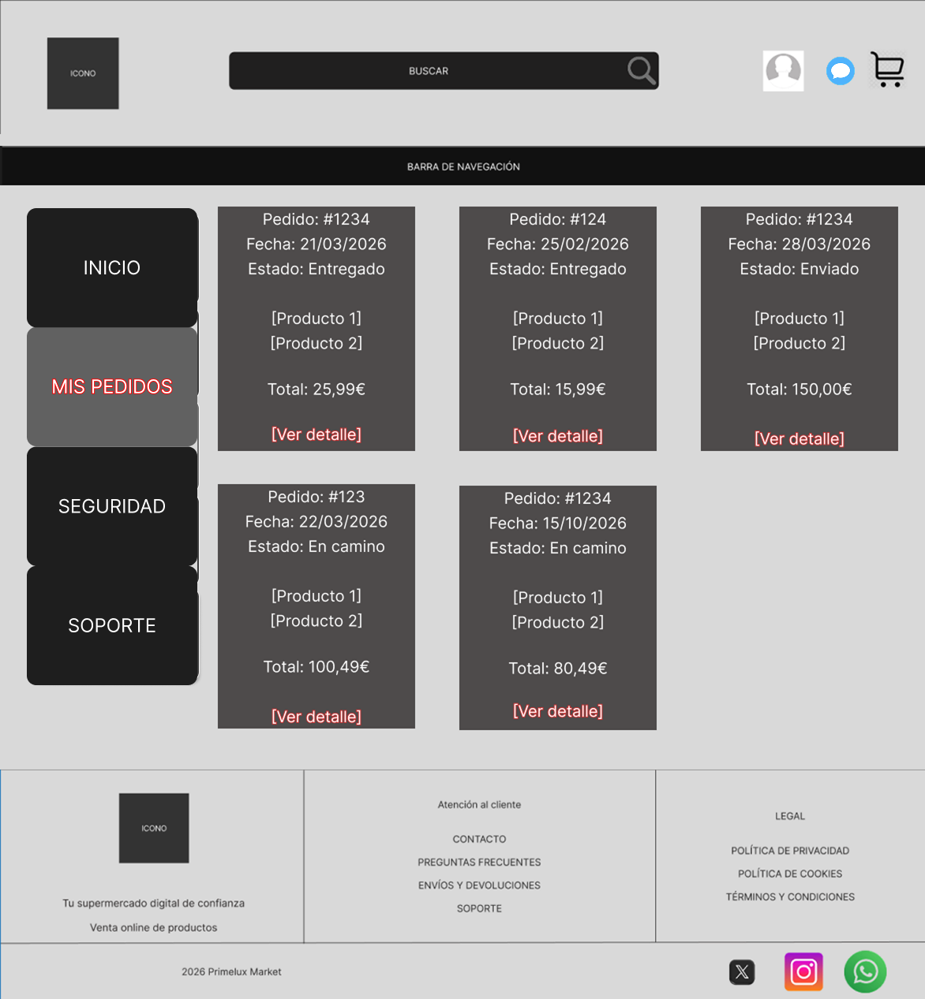 ICONO
BUSCAR
BARRA DE NAVEGACIÓN
INICIO
MIS PEDIDOS
SEGURIDAD
SOPORTE
Pedido: #1234
Fecha: 21/03/2026
Estado: Entregado
[Producto 1]
[Producto 2]
Total: 25,99€
[Ver detalle]
Pedido: #124
Fecha: 25/02/2026
Estado: Entregado
[Producto 1]
[Producto 2]
Total: 15,99€
[Ver detalle]
Pedido: #1234
Fecha: 28/03/2026
Estado: Enviado
[Producto 1]
[Producto 2]
Total: 150,00€
[Ver detalle]
Pedido: #123
Fecha: 22/03/2026
Estado: En camino
[Producto 1]
[Producto 2]
Total: 100,49€
[Ver detalle]
Pedido: #1234
Fecha: 15/10/2026
Estado: En camino
[Producto 1]
[Producto 2]
Total: 80,49€
[Ver detalle]
ICONO
Tu supermercado digital de confianza
Venta online de productos
Atención al cliente
CONTACTO
PREGUNTAS FRECUENTES
ENVÍOS Y DEVOLUCIONES
SOPORTE
LEGAL
POLÍTICA DE PRIVACIDAD
POLÍTICA DE COOKIES
TÉRMINOS Y CONDICIONES
2026 Primelux Market